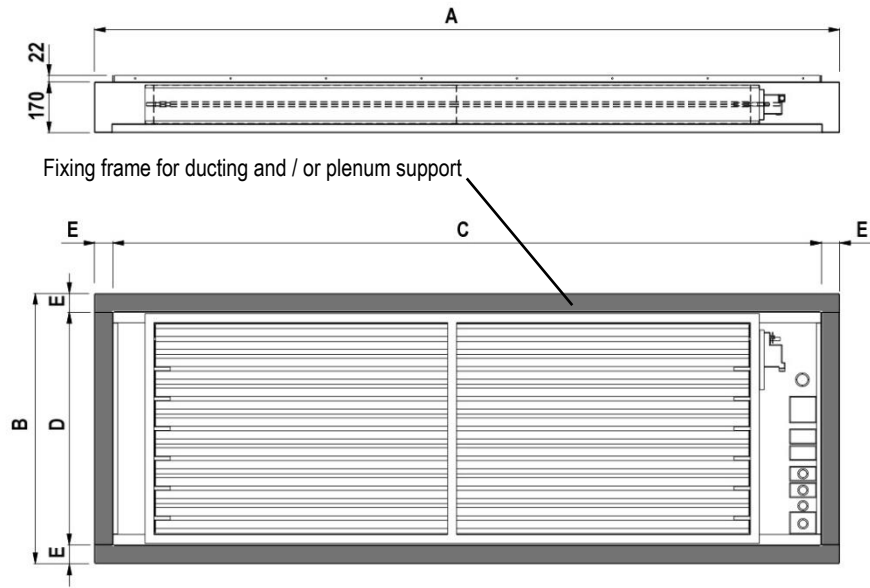 A
22
170
Fixing frame for ducting and / or plenum support
E C E
E
B D
E